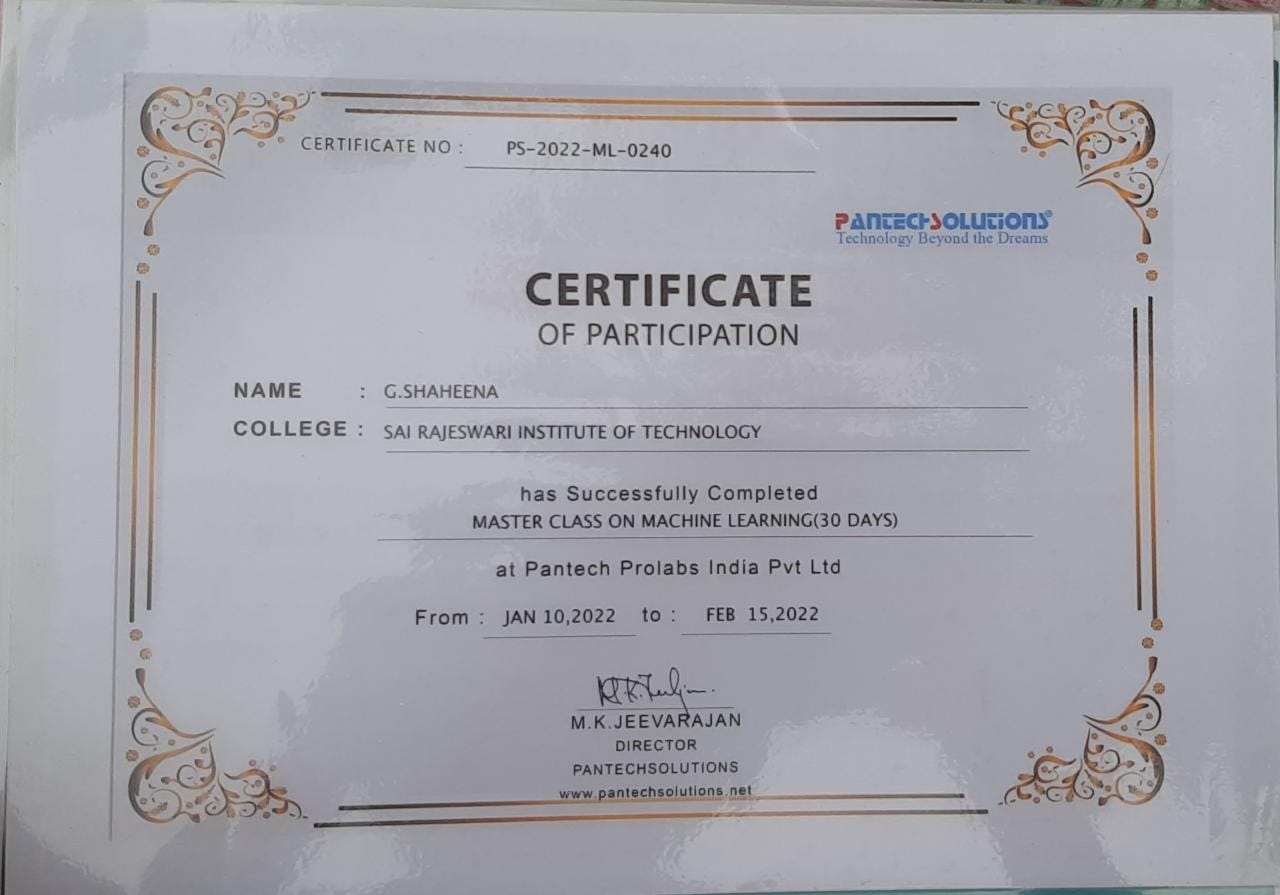 CERTIFICATE NO : PS-2022-ML-0240
PANTECHSOLUTIONS®
Technology Beyond the Dreams
CERTIFICATE
OF PARTICIPATION
NAME : G.SHAHEENA
COLLEGE : SAI RAJESWARI INSTITUTE OF TECHNOLOGY
has Successfully Completed
MASTER CLASS ON MACHINE LEARNING(30 DAYS)
at Pantech Prolabs India Pvt Ltd
From : JAN 10,2022 to : FEB 15,2022
M.K.JEEVARAJAN
DIRECTOR
PANTECHSOLUTIONS
www.pantechsolutions.net